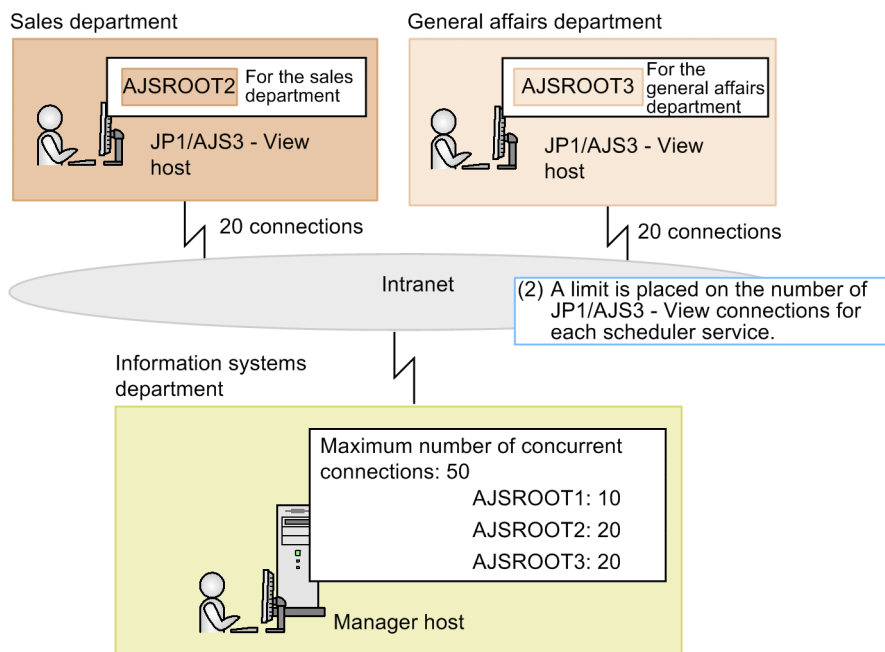 Sales department
General affairs department
AJSROOT2
For the sales
department
AJSROOT3
For the
general affairs
department
JP1/AJS3 - View
host
JP1/AJS3 - View
host
20 connections
20 connections
Intranet
(2) A limit is placed on the number of
JP1/AJS3 - View connections for
each scheduler service.
Information systems
department
Maximum number of concurrent
connections: 50
AJSROOT1: 10
AJSROOT2: 20
AJSROOT3: 20
Manager host